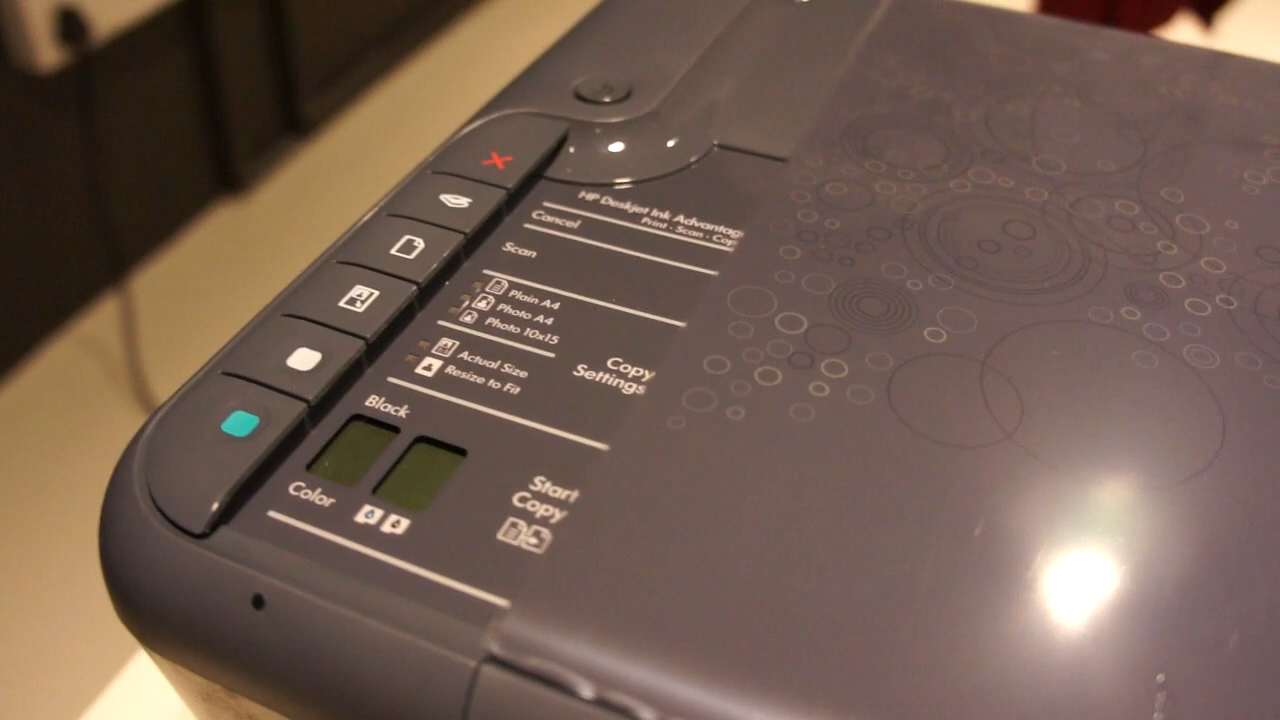 HP Deskjet Ink Advantag
Print · Scan · Cop
Cancel
Scan
Plain A4
Photo A4
Photo 10x15
Copy
Settings
Actual Size
Resize to Fit
Black
Color
Start
Copy